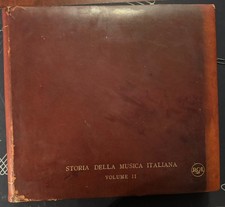 STORIA DELLA MUSICA ITALIANA
VOLUME II
RCA